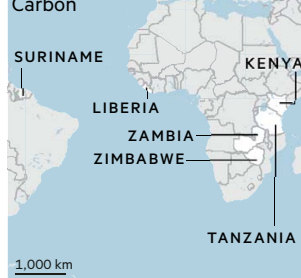 Carbon
SURINAME
KENYA
LIBERIA
ZAMBIA
ZIMBABWE
TANZANIA
1,000 km